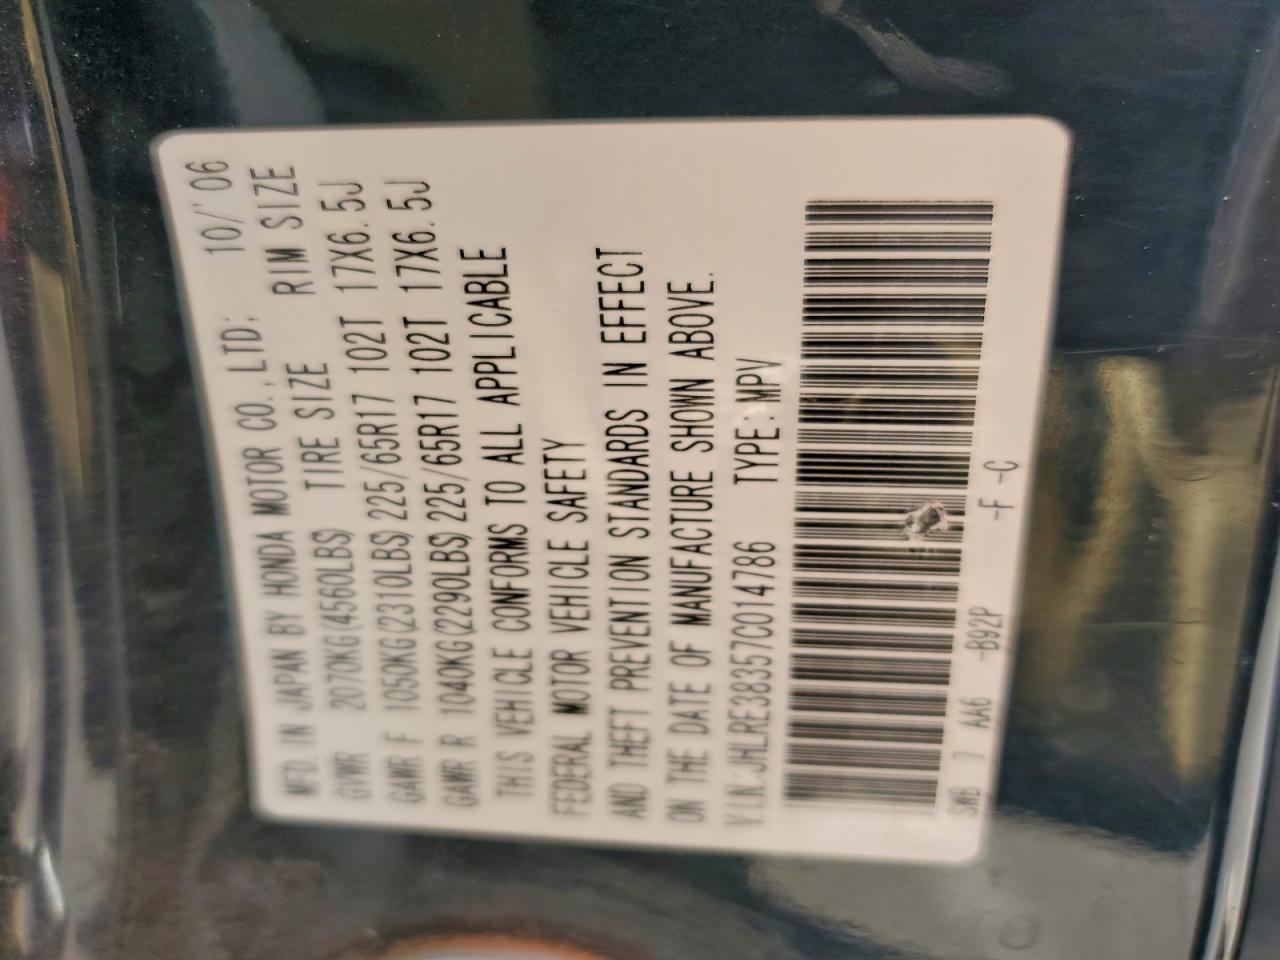 MFD. IN JAPAN BY HONDA MOTOR CO., LTD: 10/'06
GVWR 2070KG(4560LBS) TIRE SIZE RIM SIZE
GAWR F 1050KG(2310LBS) 225/65R17 102T 17X6.5J
GAWR R 1040KG(2290LBS) 225/65R17 102T 17X6.5J
THIS VEHICLE CONFORMS TO ALL APPLICABLE
FEDERAL MOTOR VEHICLE SAFETY
AND THEFT PREVENTION STANDARDS IN EFFECT
ON THE DATE OF MANUFACTURE SHOWN ABOVE.
V.I.N.:JHLRE38357C014786 TYPE:MPV
SWB 7 AA6 -B92P -F -C